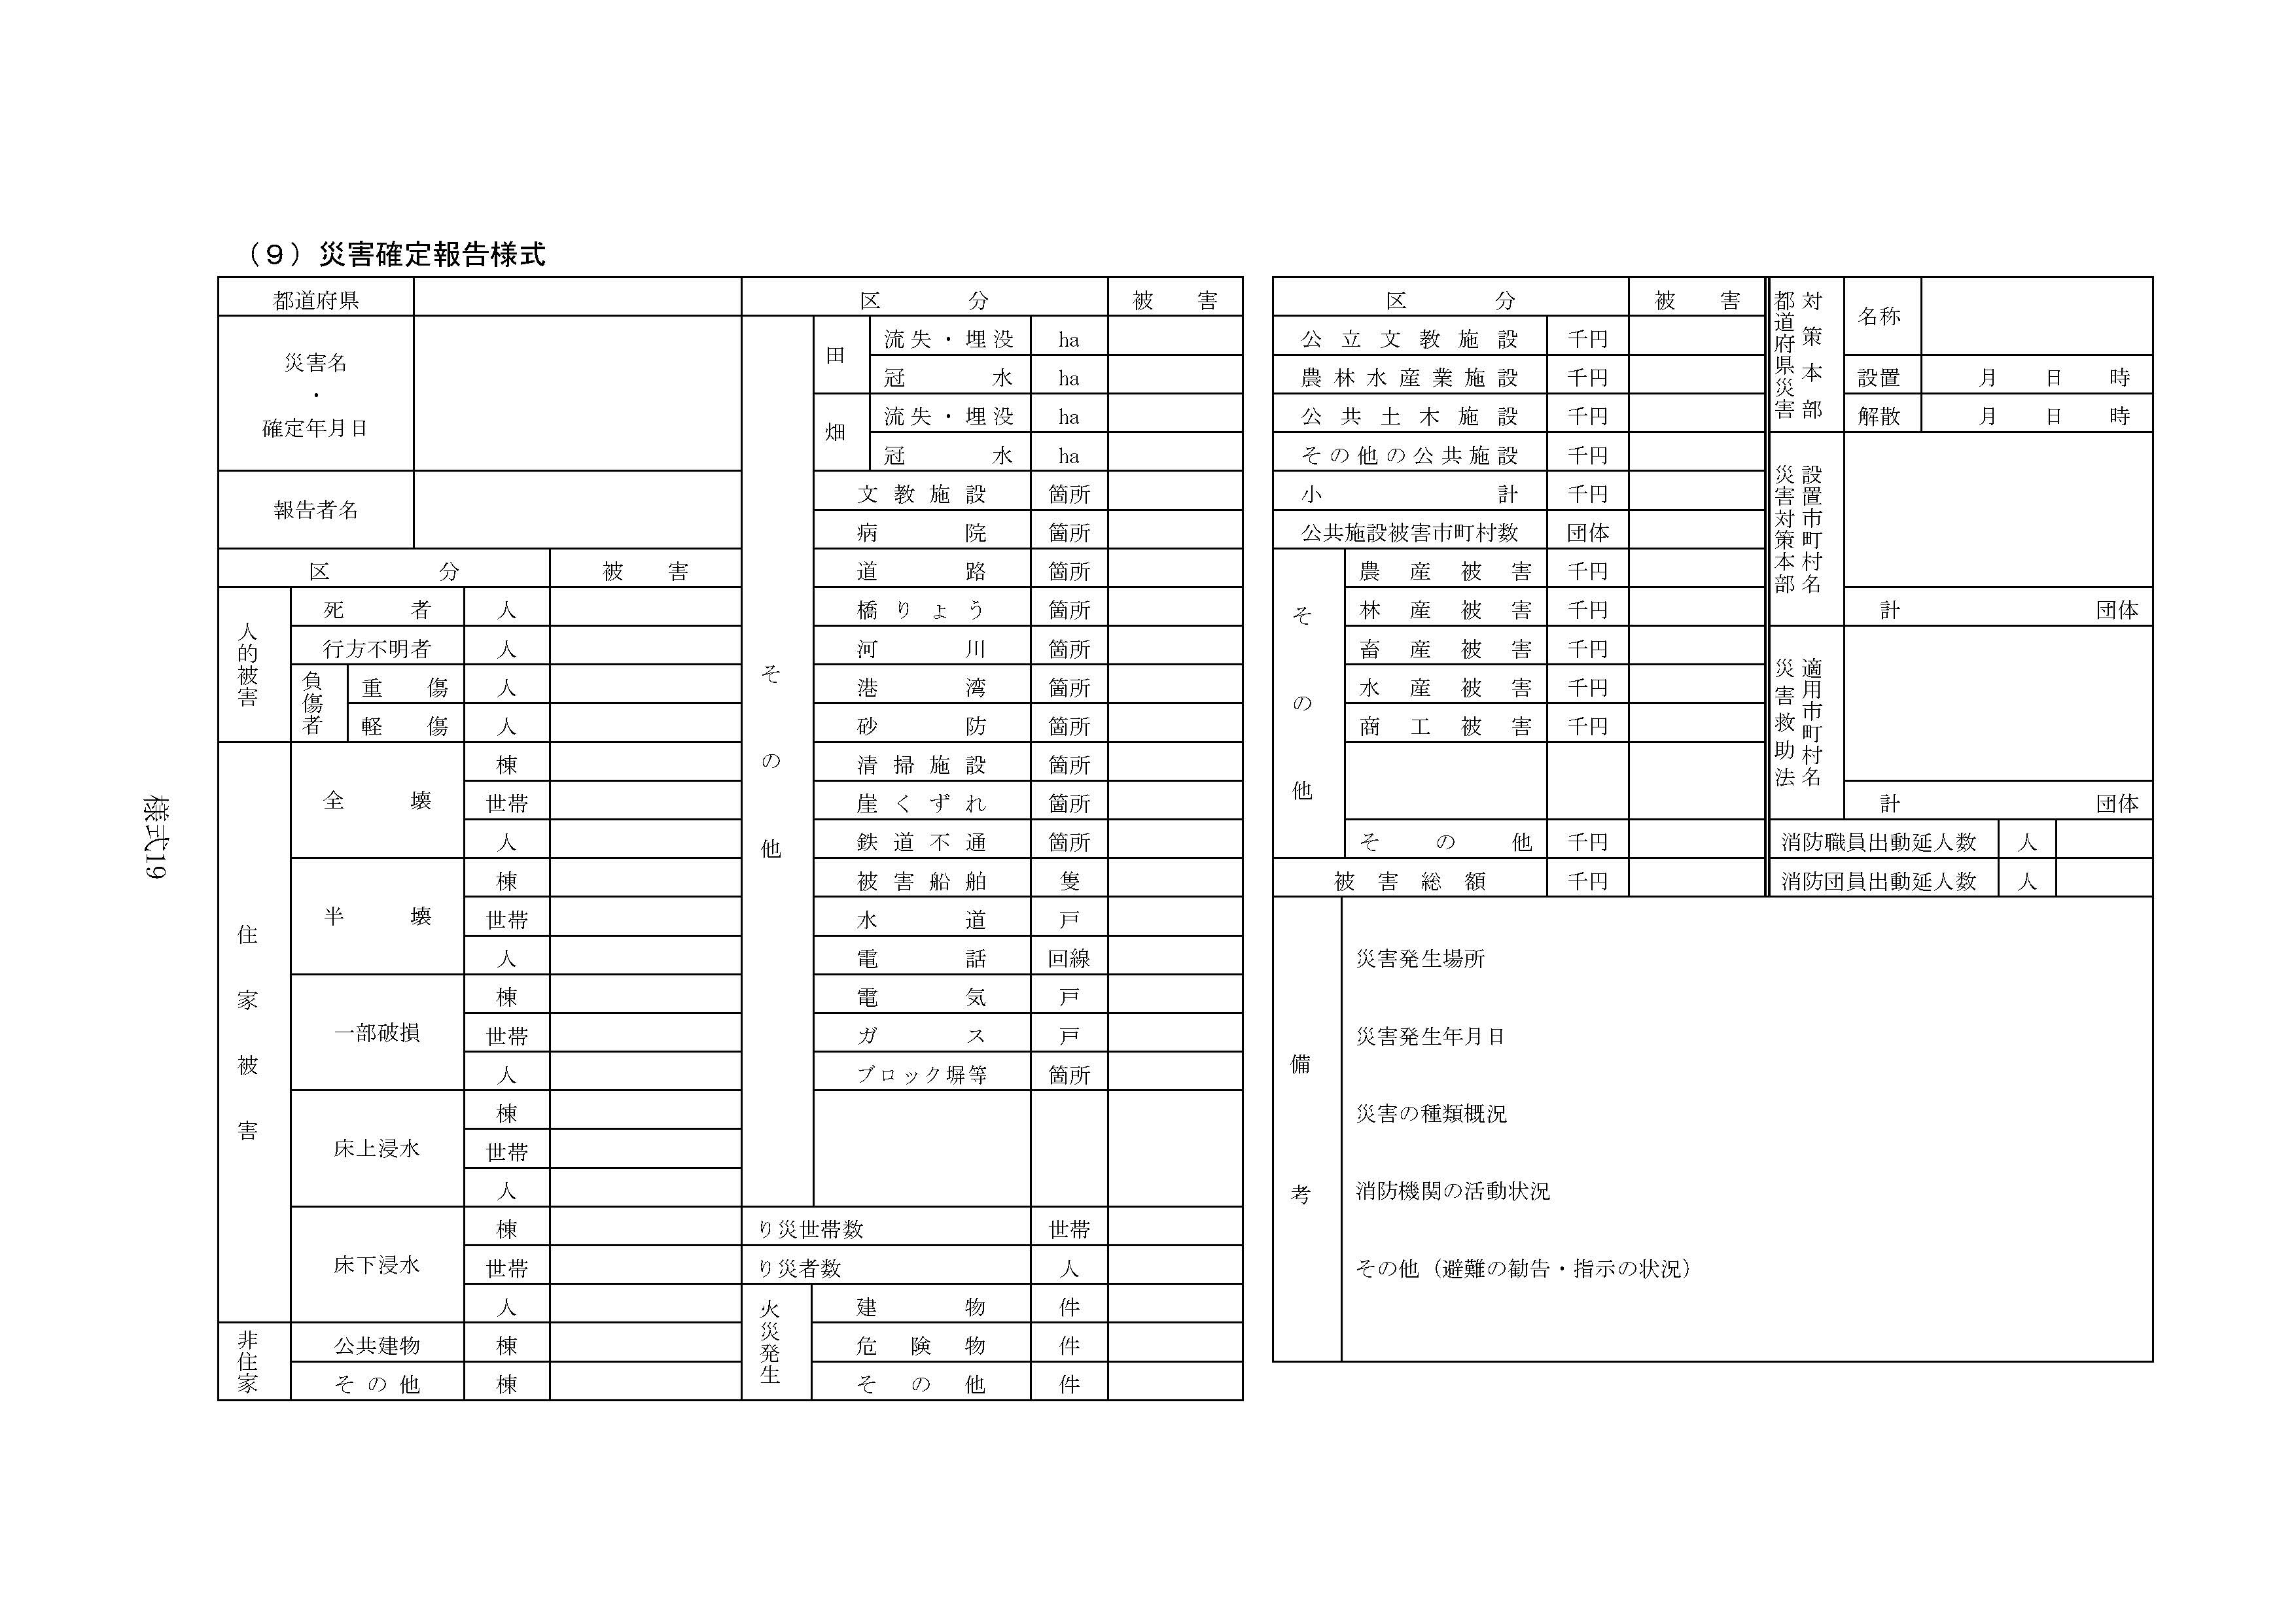 （９）災害確定報告様式
都道府県
災害名
・
確定年月日
報告者名
区　分　被　害
人的被害
死者　人
行方不明者　人
負傷者
重傷　人
軽傷　人
住家被害
全壊　棟
世帯
人
半壊　棟
世帯
人
一部破損　棟
世帯
人
床上浸水　棟
世帯
人
床下浸水　棟
世帯
人
非住家
公共建物　棟
その他　棟
区　分　被　害
その他
田
流失・埋没　ha
冠水　ha
畑
流失・埋没　ha
冠水　ha
文教施設　箇所
病院　箇所
道路　箇所
橋りょう　箇所
河川　箇所
港湾　箇所
砂防　箇所
清掃施設　箇所
崖くずれ　箇所
鉄道不通　箇所
被害船舶　隻
水道　戸
電話　回線
電気　戸
ガス　戸
ブロック塀等　箇所
り災世帯数　世帯
り災者数　人
火災発生
建物　件
危険物　件
その他　件
区　分　被　害
公立文教施設　千円
農林水産業施設　千円
公共土木施設　千円
その他の公共施設　千円
小計　千円
公共施設被害市町村数　団体
その他
農産被害　千円
林産被害　千円
畜産被害　千円
水産被害　千円
商工被害　千円
その他　千円
被害総額　千円
都道府県災害
対策本部
名称
設置　月　日　時
解散　月　日　時
災害対策本部
設置市町村名
計　団体
災害救助法
適用市町村名
計　団体
消防職員出動延人数　人
消防団員出動延人数　人
備考
災害発生場所
災害発生年月日
災害の種類概況
消防機関の活動状況
その他（避難の勧告・指示の状況）
様式19